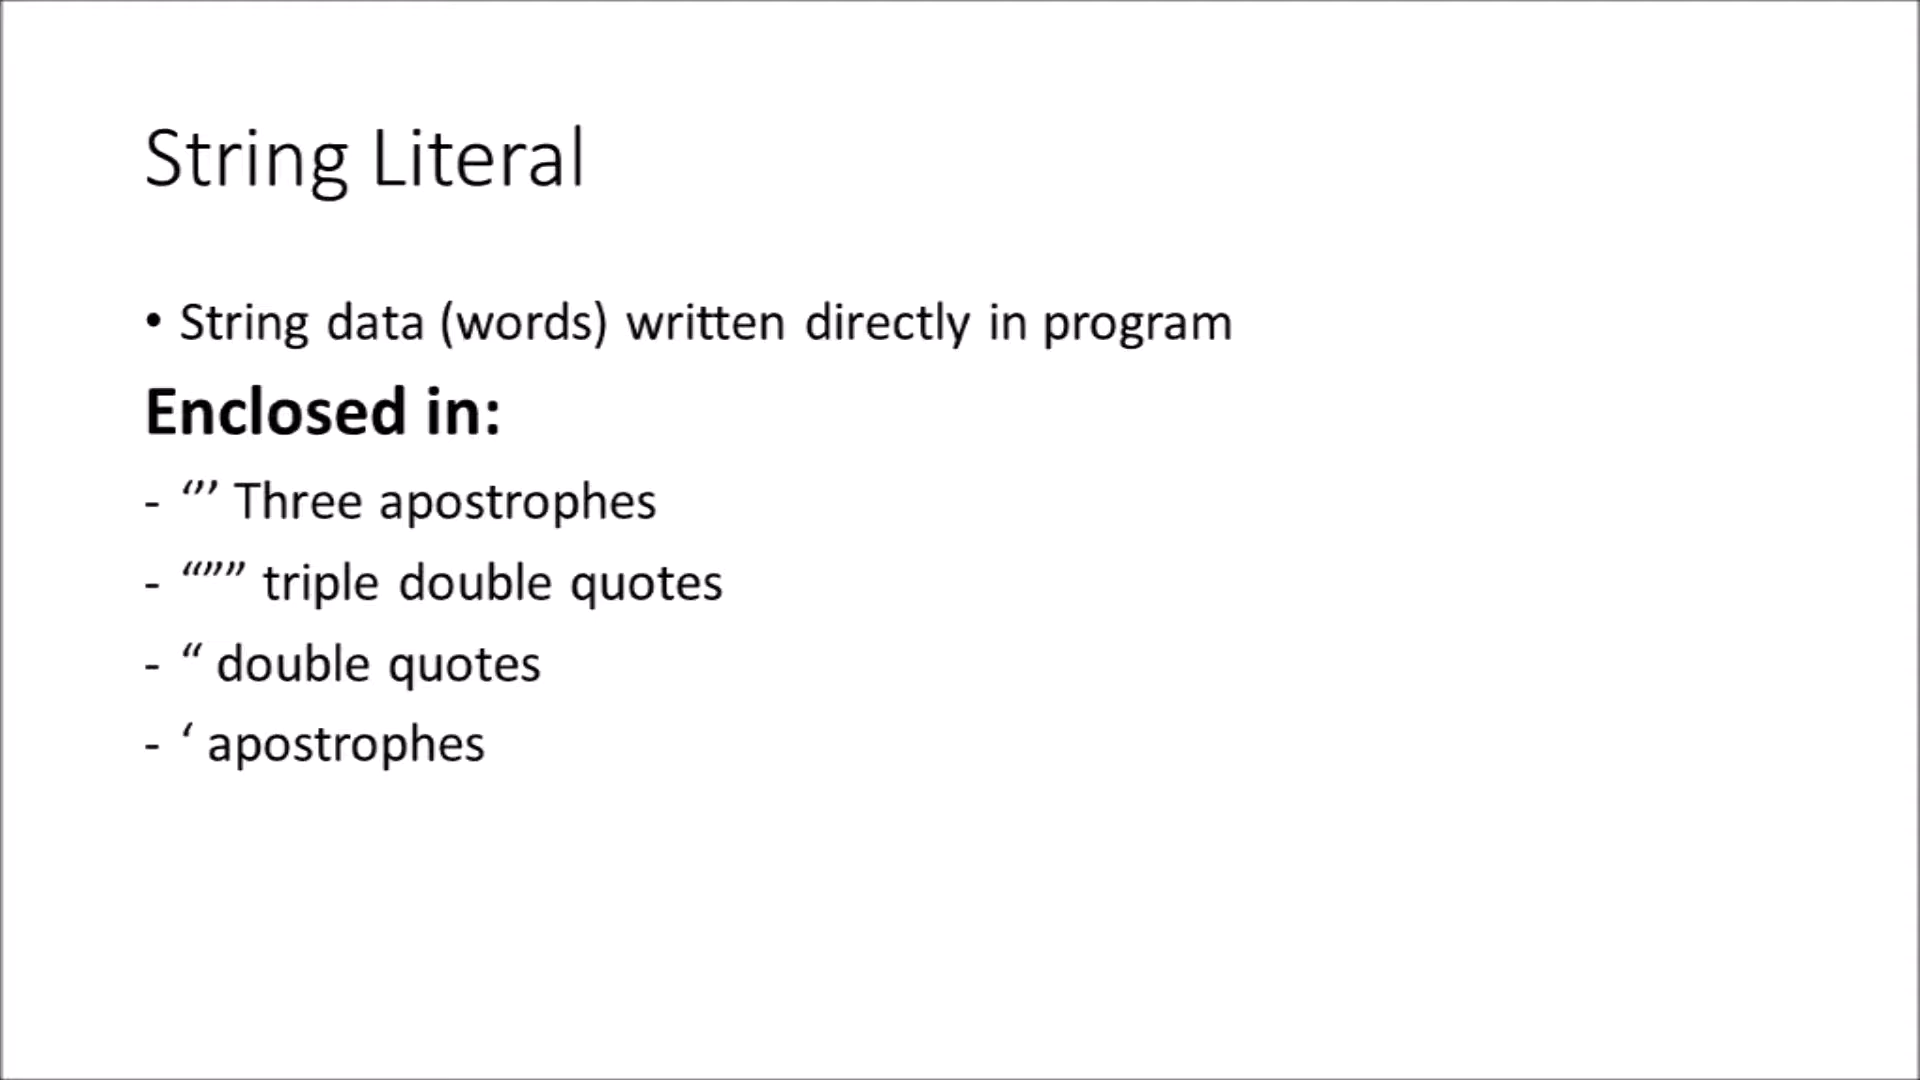 String Literal
• String data (words) written directly in program
Enclosed in:
- ‘’’ Three apostrophes
- “”” triple double quotes
- “ double quotes
- ‘ apostrophes